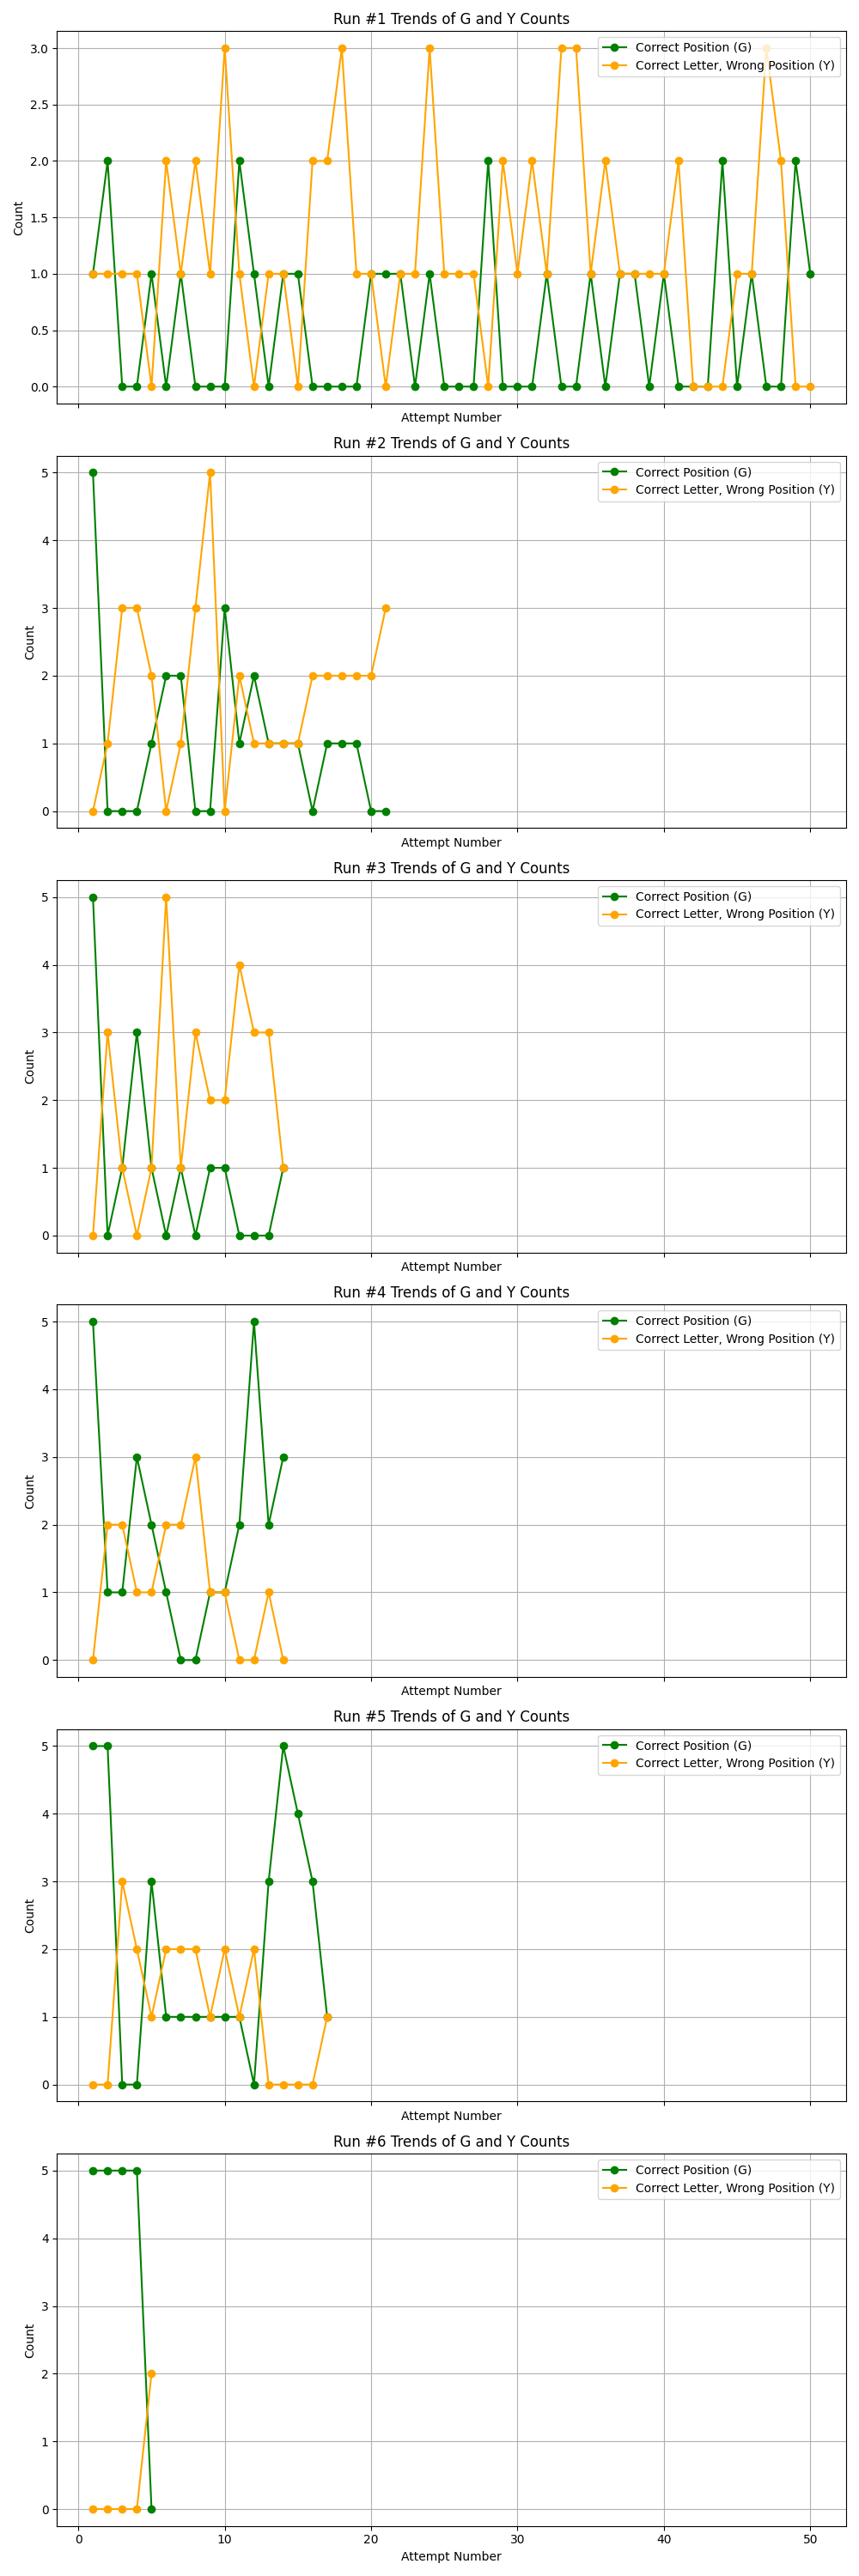 Run #1 Trends of G and Y Counts
Correct Position (G)
Correct Letter, Wrong Position (Y)
3.0
2.5
2.0
1.5
1.0
0.5
0.0
Count
Attempt Number
Run #2 Trends of G and Y Counts
Correct Position (G)
Correct Letter, Wrong Position (Y)
5
4
3
2
1
0
Count
Attempt Number
Run #3 Trends of G and Y Counts
Correct Position (G)
Correct Letter, Wrong Position (Y)
5
4
3
2
1
0
Count
Attempt Number
Run #4 Trends of G and Y Counts
Correct Position (G)
Correct Letter, Wrong Position (Y)
5
4
3
2
1
0
Count
Attempt Number
Run #5 Trends of G and Y Counts
Correct Position (G)
Correct Letter, Wrong Position (Y)
5
4
3
2
1
0
Count
Attempt Number
Run #6 Trends of G and Y Counts
Correct Position (G)
Correct Letter, Wrong Position (Y)
5
4
3
2
1
0
Count
0 10 20 30 40 50
Attempt Number